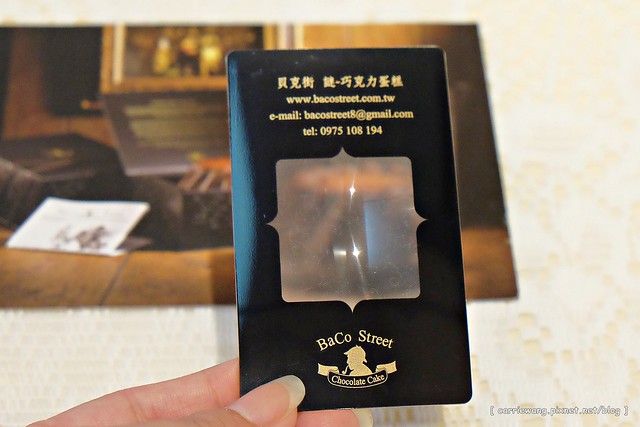 貝克街 謎-巧克力蛋糕
www.bacostreet.com.tw
e-mail: bacostreet8@gmail.com
tel: 0975 108 194
BaCo Street
Chocolate Cake
[ carriewang.pixnet.net/blog ]